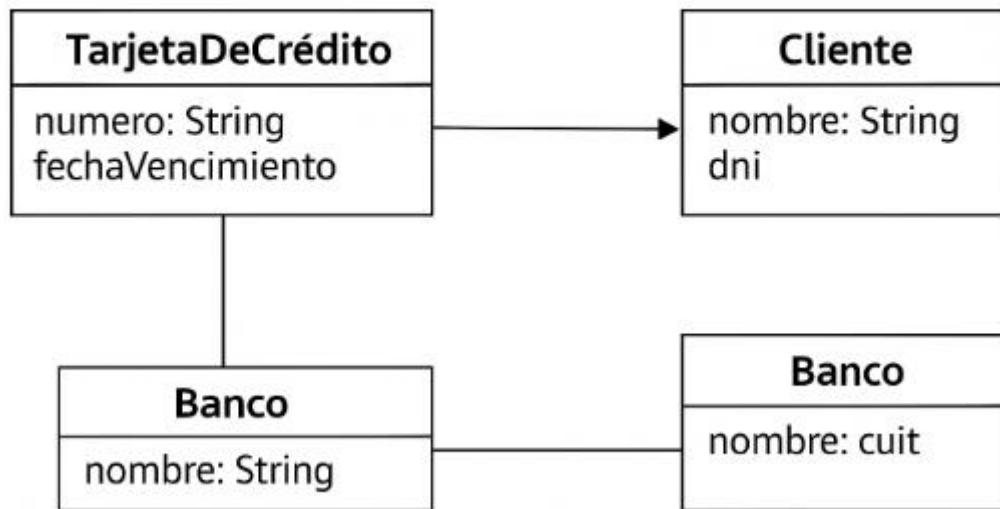 TarjetaDeCrédito
numero: String
fechaVencimiento
Cliente
nombre: String
dni
Banco
nombre: String
Banco
nombre: cuit